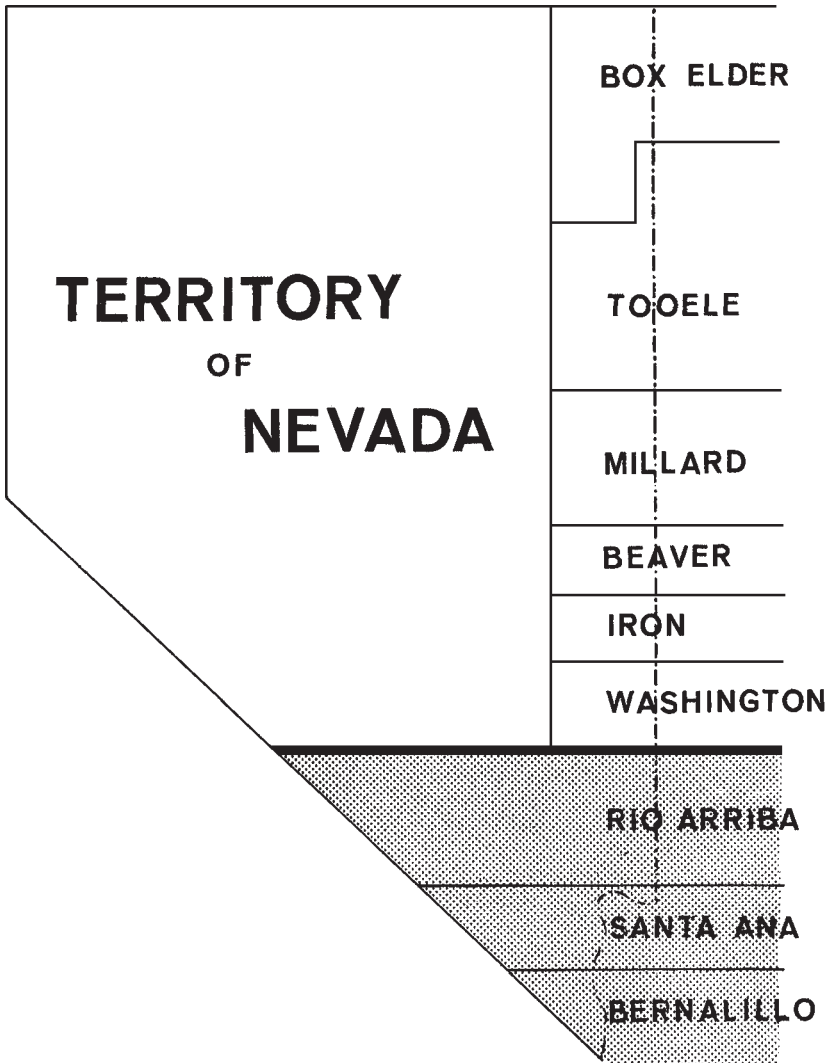 BOX ELDER
TERRITORY
OF
NEVADA
TOOELE
MILLARD
BEAVER
IRON
WASHINGTON
RIO ARRIBA
SANTA ANA
BERNALILLO